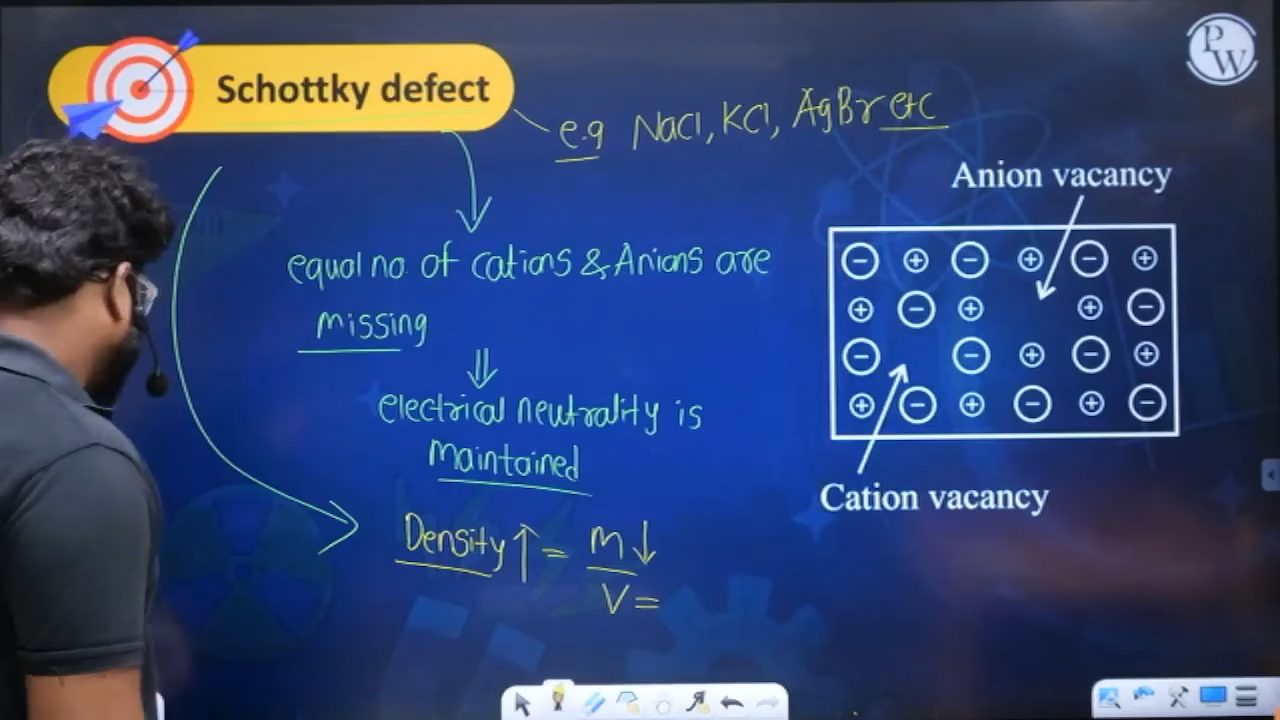 PW
Schottky defect
e.g NaCl, KCl, AgBr etc
Anion vacancy
equal no. of cations & Anions are
missing
electrical neutrality is
Maintained
Cation vacancy
Density ↑ = m ↓
V =